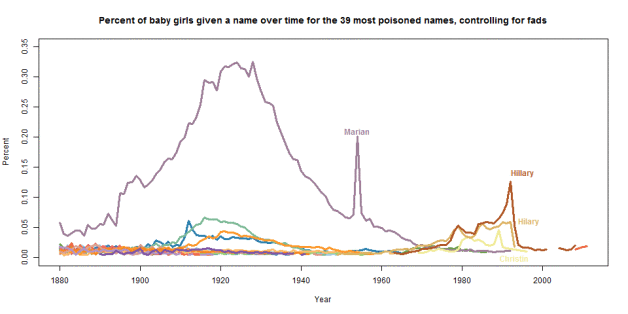 Percent of baby girls given a name over time for the 39 most poisoned names, controlling for fads
Percent
0.35
0.30
0.25
0.20
0.15
0.10
0.05
0.00
Marian
Hillary
Hilary
Christin
1880
1900
1920
1940
1960
1980
2000
Year